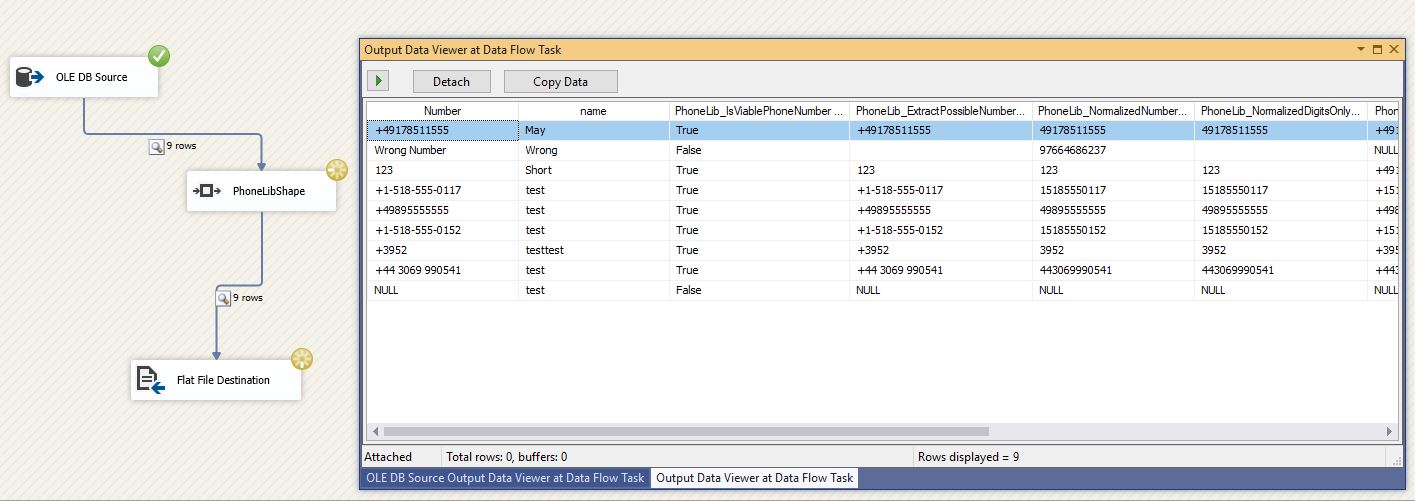 OLE DB Source
9 rows
PhoneLibShape
9 rows
Flat File Destination
Output Data Viewer at Data Flow Task
Detach Copy Data
Number name PhoneLib_IsViablePhoneNumber ... PhoneLib_ExtractPossibleNumber... PhoneLib_NormalizedNumber... PhoneLib_NormalizedDigitsOnly... Pho
+49178511555 May True +49178511555 49178511555 49178511555 +491
Wrong Number Wrong False 97664686237 NULL
123 Short True 123 123 123 +491
+1-518-555-0117 test True +1-518-555-0117 15185550117 15185550117 +151
+49895555555 test True +49895555555 49895555555 49895555555 +498
+1-518-555-0152 test True +1-518-555-0152 15185550152 15185550152 +151
+3952 testtest True +3952 3952 3952 +395
+44 3069 990541 test True +44 3069 990541 443069990541 443069990541 +443
NULL test False NULL NULL NULL NULL
Attached Total rows: 0, buffers: 0 Rows displayed = 9
OLE DB Source Output Data Viewer at Data Flow Task Output Data Viewer at Data Flow Task